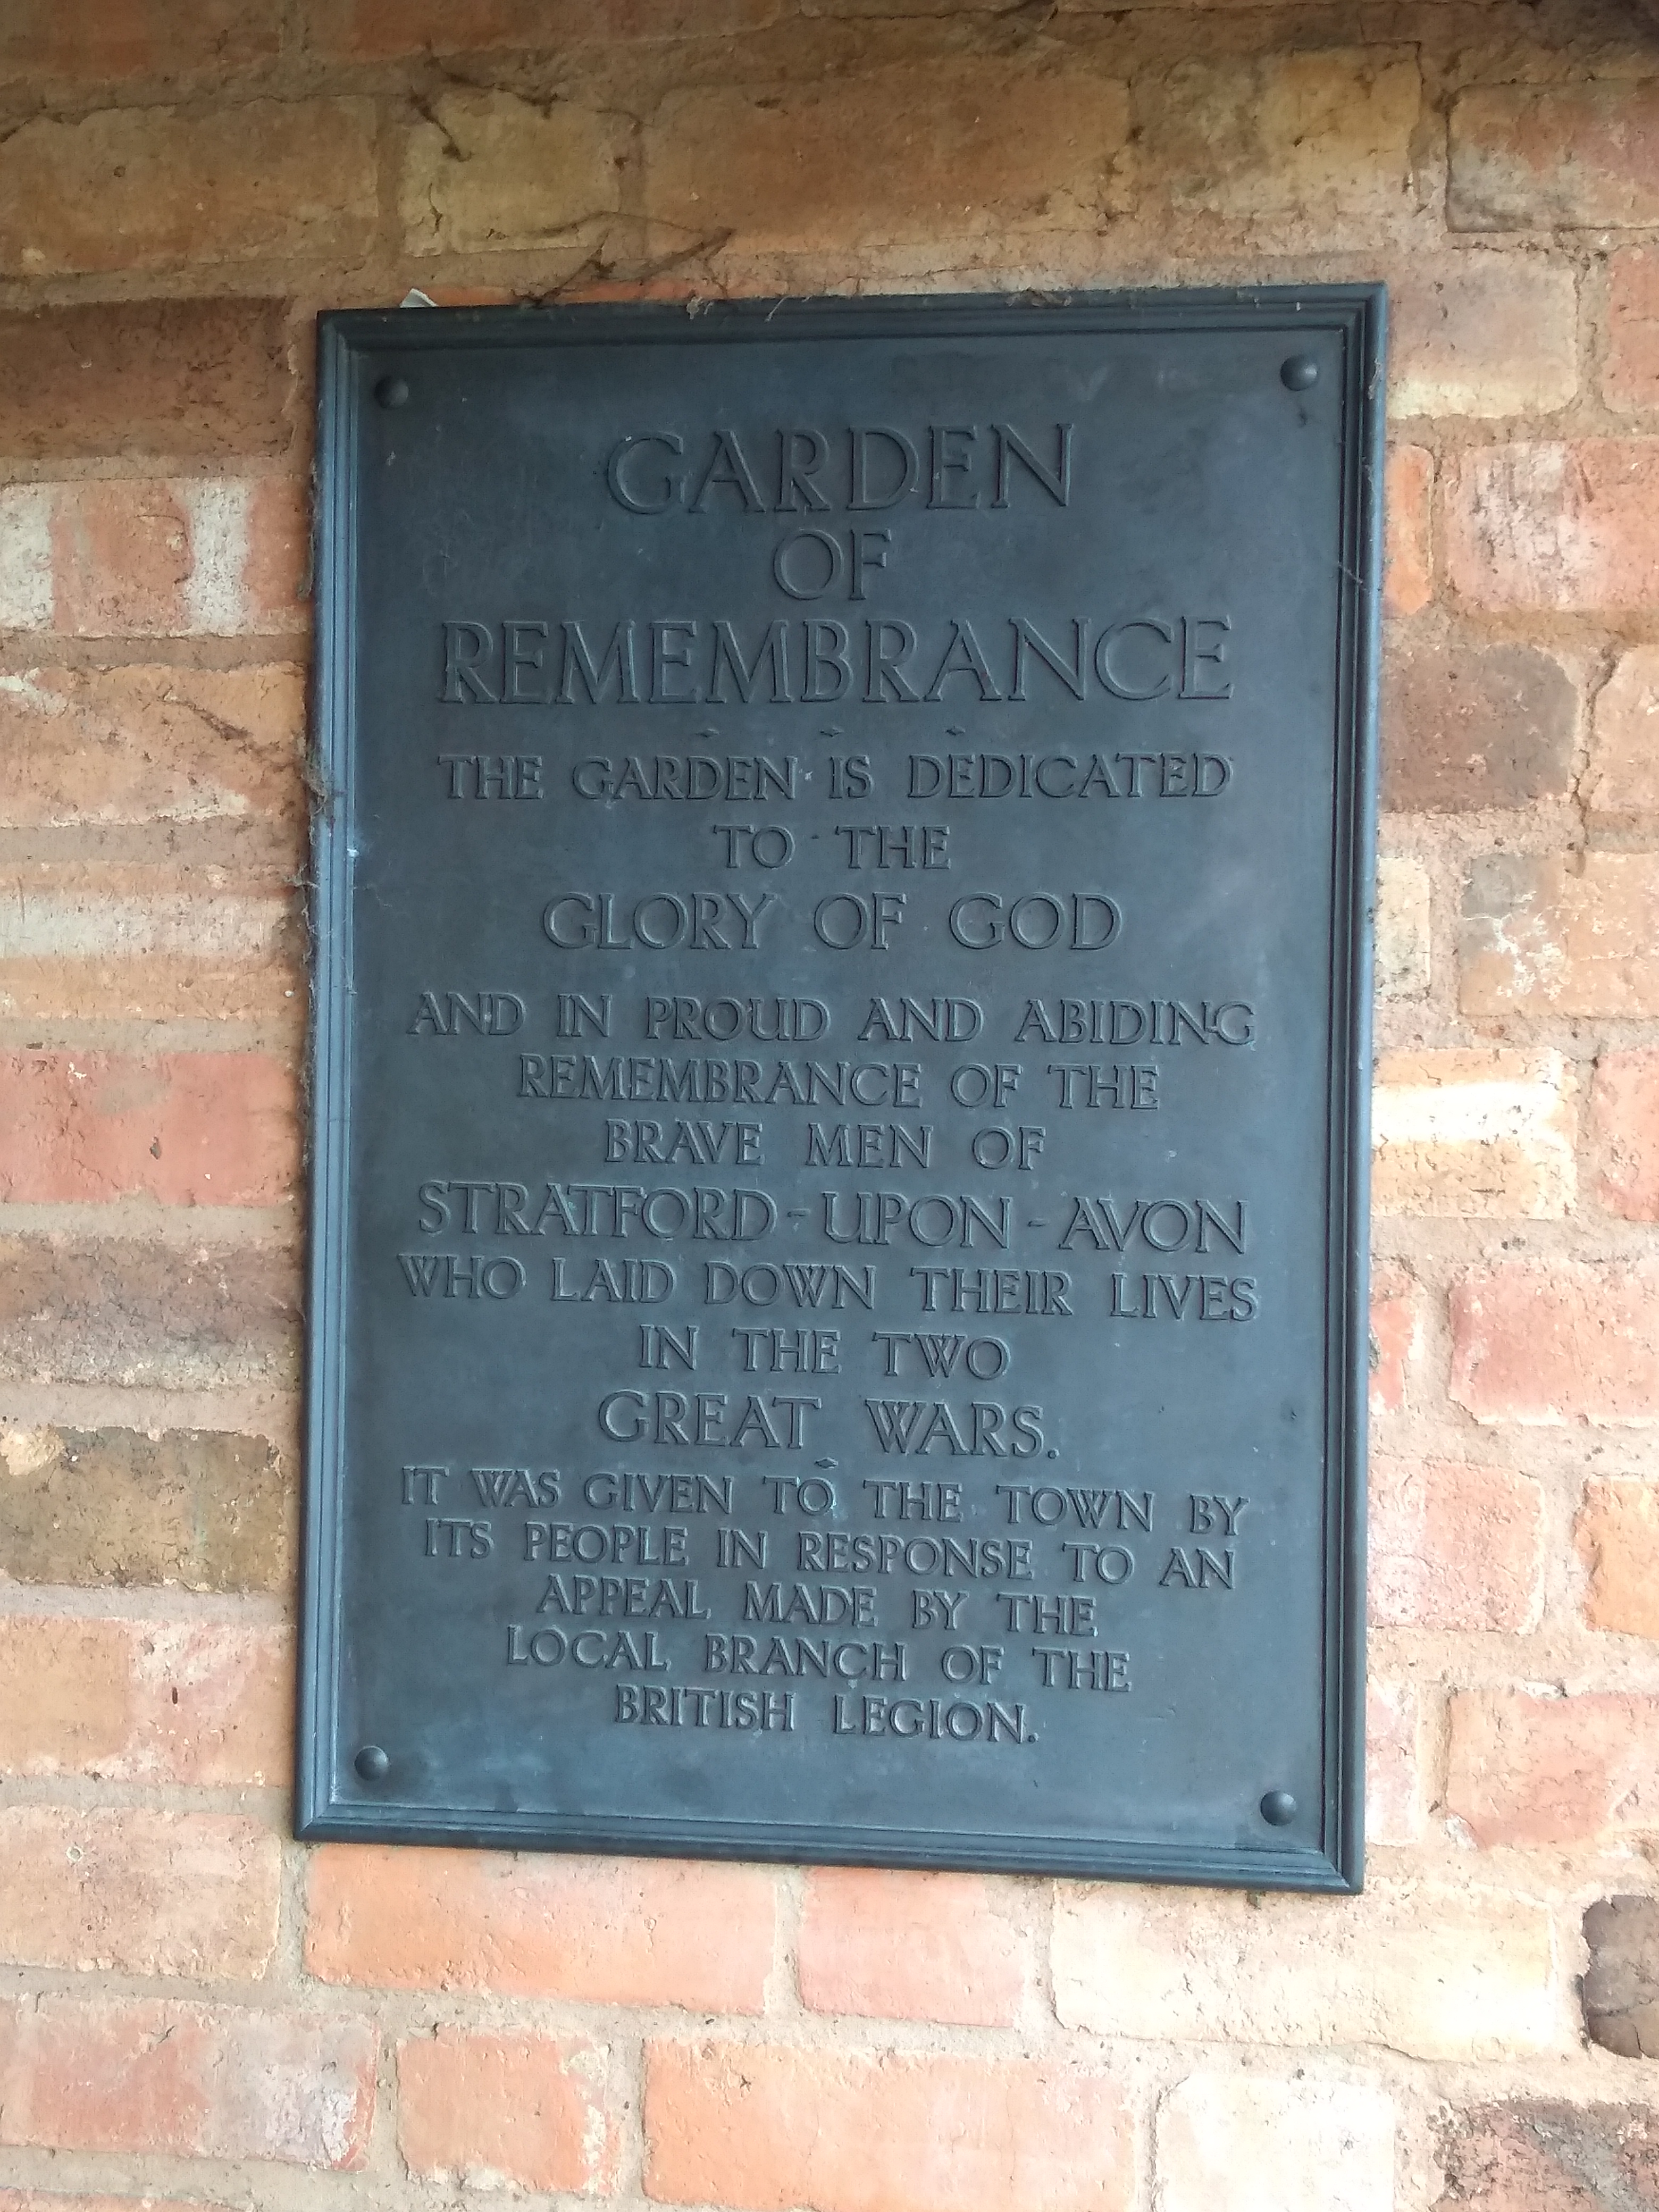 GARDEN
OF
REMEMBRANCE
THE GARDEN IS DEDICATED
TO THE
GLORY OF GOD
AND IN PROUD AND ABIDING
REMEMBRANCE OF THE
BRAVE MEN OF
STRATFORD-UPON-AVON
WHO LAID DOWN THEIR LIVES
IN THE TWO
GREAT WARS.
IT WAS GIVEN TO THE TOWN BY
ITS PEOPLE IN RESPONSE TO AN
APPEAL MADE BY THE
LOCAL BRANCH OF THE
BRITISH LEGION.